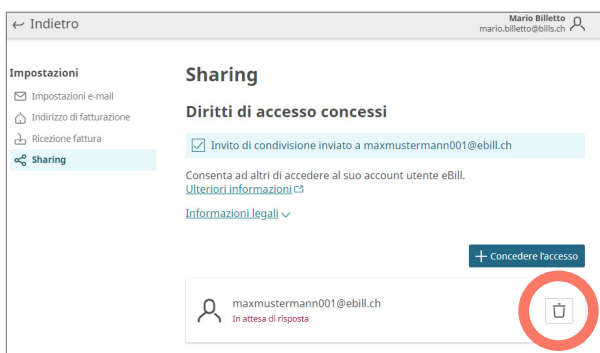 ← Indietro
Mario Billetto
mario.billetto@bills.ch
Impostazioni
Impostazioni e-mail
Indirizzo di fatturazione
Ricezione fattura
Sharing
Sharing
Diritti di accesso concessi
Invito di condivisione inviato a maxmustermann001@ebill.ch
Consenta ad altri di accedere al suo account utente eBill.
Ulteriori informazioni
Informazioni legali
+ Concedere l'accesso
maxmustermann001@ebill.ch
In attesa di risposta